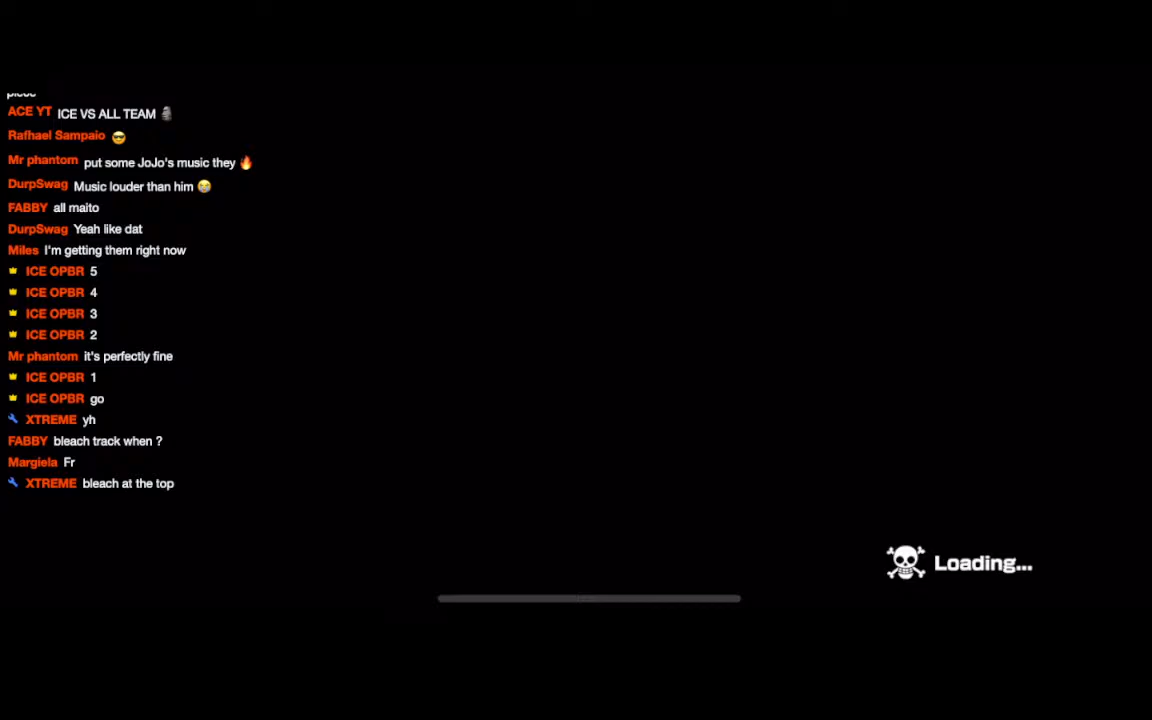 ACE YT ICE VS ALL TEAM 🗿
Rafhael Sampaio 😎
Mr phantom put some JoJo's music they 🔥
DurpSwag Music louder than him 😭
FABBY all maito
DurpSwag Yeah like dat
Miles I'm getting them right now
ICE OPBR 5
ICE OPBR 4
ICE OPBR 3
ICE OPBR 2
Mr phantom it's perfectly fine
ICE OPBR 1
ICE OPBR go
XTREME yh
FABBY bleach track when ?
Margiela Fr
XTREME bleach at the top
Loading...